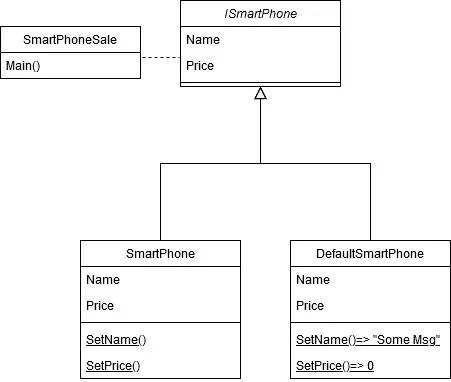 SmartPhoneSale
Main()
ISmartPhone
Name
Price
SmartPhone
Name
Price
SetName()
SetPrice()
DefaultSmartPhone
Name
Price
SetName()=> "Some Msg"
SetPrice()=> 0